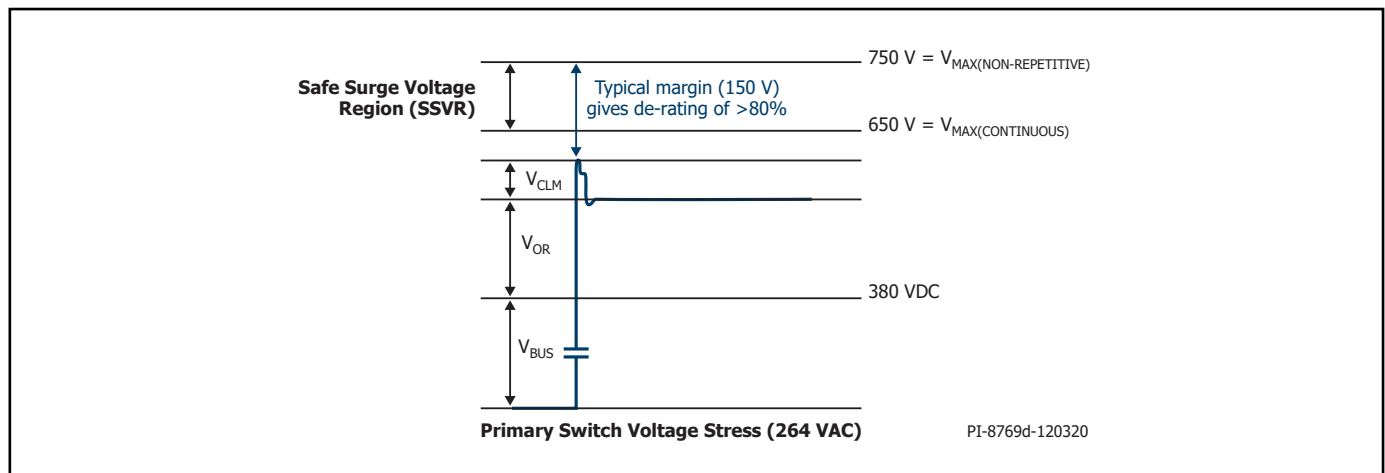 750 V = VMAX(NON-REPETITIVE)
Safe Surge Voltage
Region (SSVR)
Typical margin (150 V)
gives de-rating of >80%
650 V = VMAX(CONTINUOUS)
VCLM
VOR
380 VDC
VBUS
Primary Switch Voltage Stress (264 VAC)
PI-8769d-120320